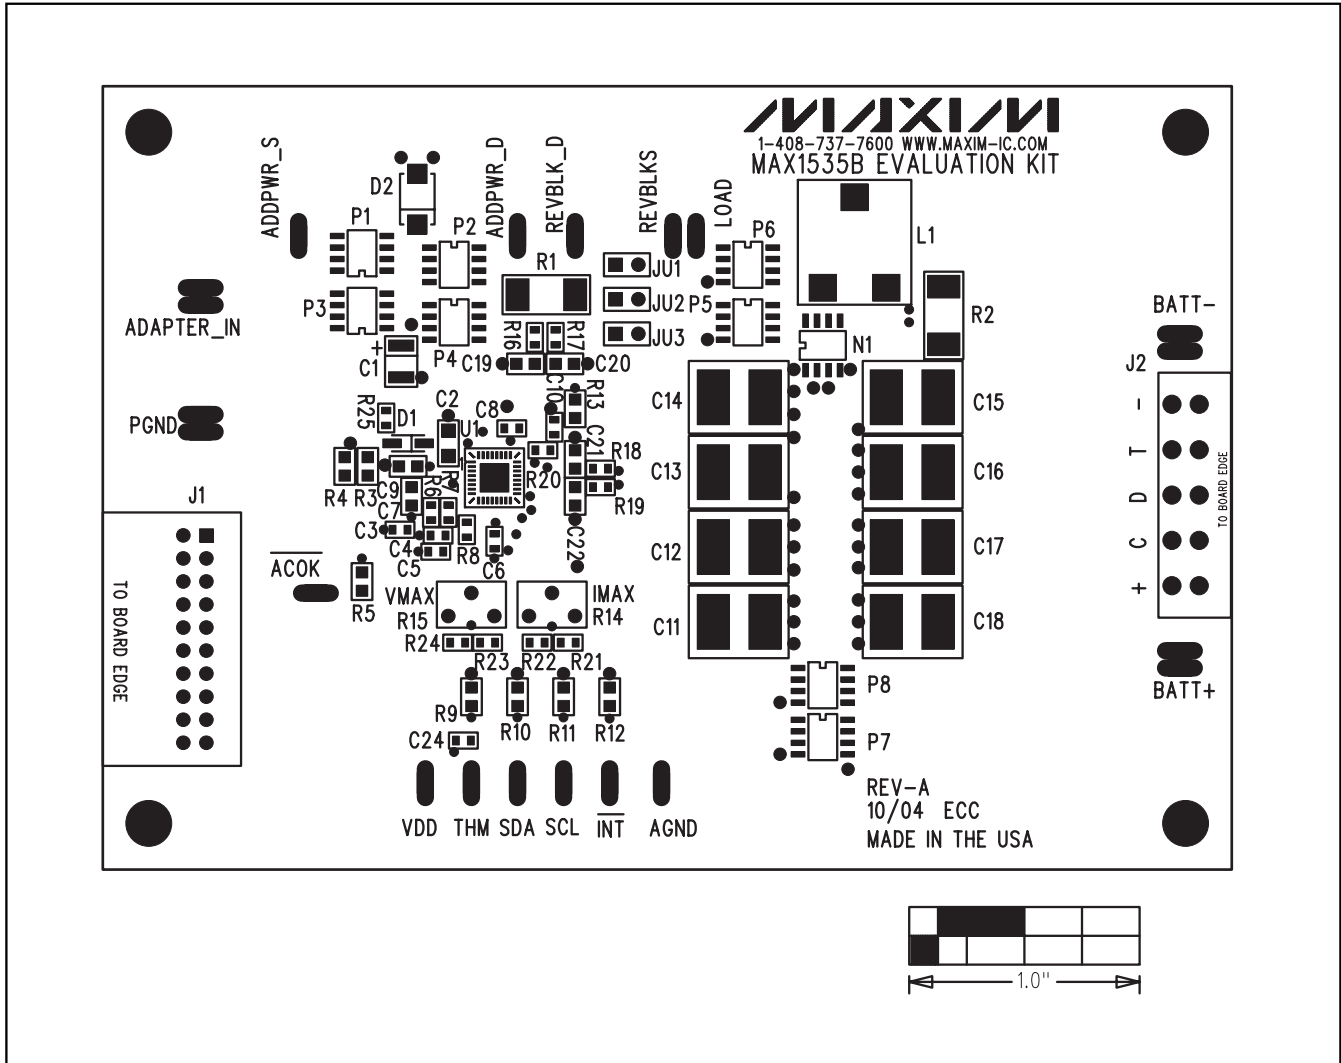 MAXIM
1-408-737-7600 WWW.MAXIM-IC.COM
MAX1535B EVALUATION KIT
ADDPWR_S
D2
ADDPWR_D
REVBLK_D
REVBLKS
LOAD
P1
P2
P6
L1
R1
JU1
JU2
JU3
P5
P3
P4
ADAPTER_IN
R16
R17
N1
R2
BATT-
C1
+
C19
C20
C10
R13
J2
C14
C15
-
PGND
R25
D1
C2
U1
C8
C21
R18
T
R20
1
C13
C16
R4
R3
C9
R6
R7
R19
D
J1
C7
C3
C4
C5
R8
C6
C22
C12
C17
C
TO BOARD EDGE
ACOK
R5
VMAX
R15
IMAX
R14
+
C11
C18
TO BOARD EDGE
R24
R23
R22
R21
P8
BATT+
R9
R10
R11
R12
C24
P7
REV-A
10/04 ECC
MADE IN THE USA
VDD
THM
SDA
SCL
INT
AGND
1.0"